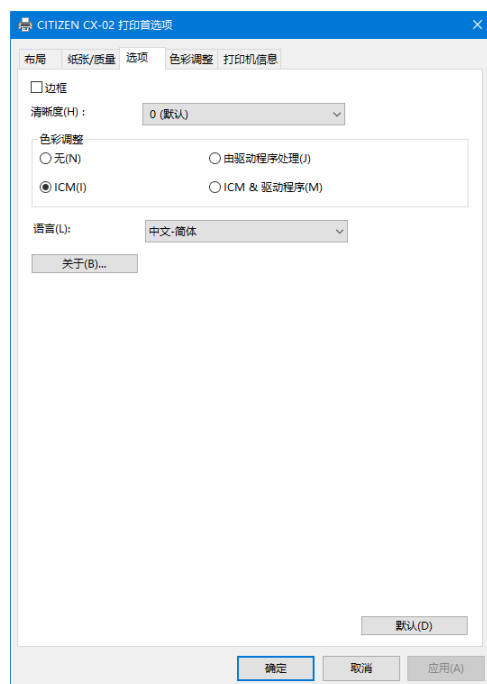 CITIZEN CX-02 打印首选项
布局 纸张/质量 选项 色彩调整 打印机信息
边框
清晰度(H)： 0 (默认)
色彩调整
无(N) 由驱动程序处理(J)
ICM(I) ICM & 驱动程序(M)
语言(L): 中文-简体
关于(B)...
默认(D)
确定 取消 应用(A)